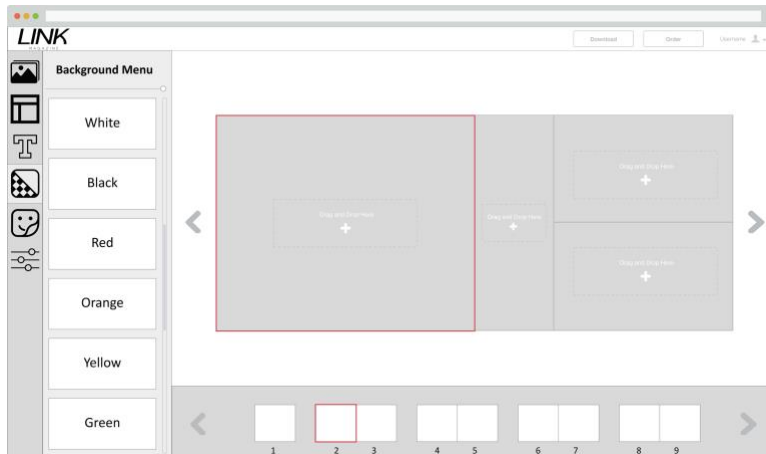 LINK
MAGAZINE
Download
Order
Username
Background Menu
White
Black
Red
Orange
Yellow
Green
Drag and Drop Here
Drag and Drop Here
Drag and Drop Here
Drag and Drop Here
1 2 3 4 5 6 7 8 9